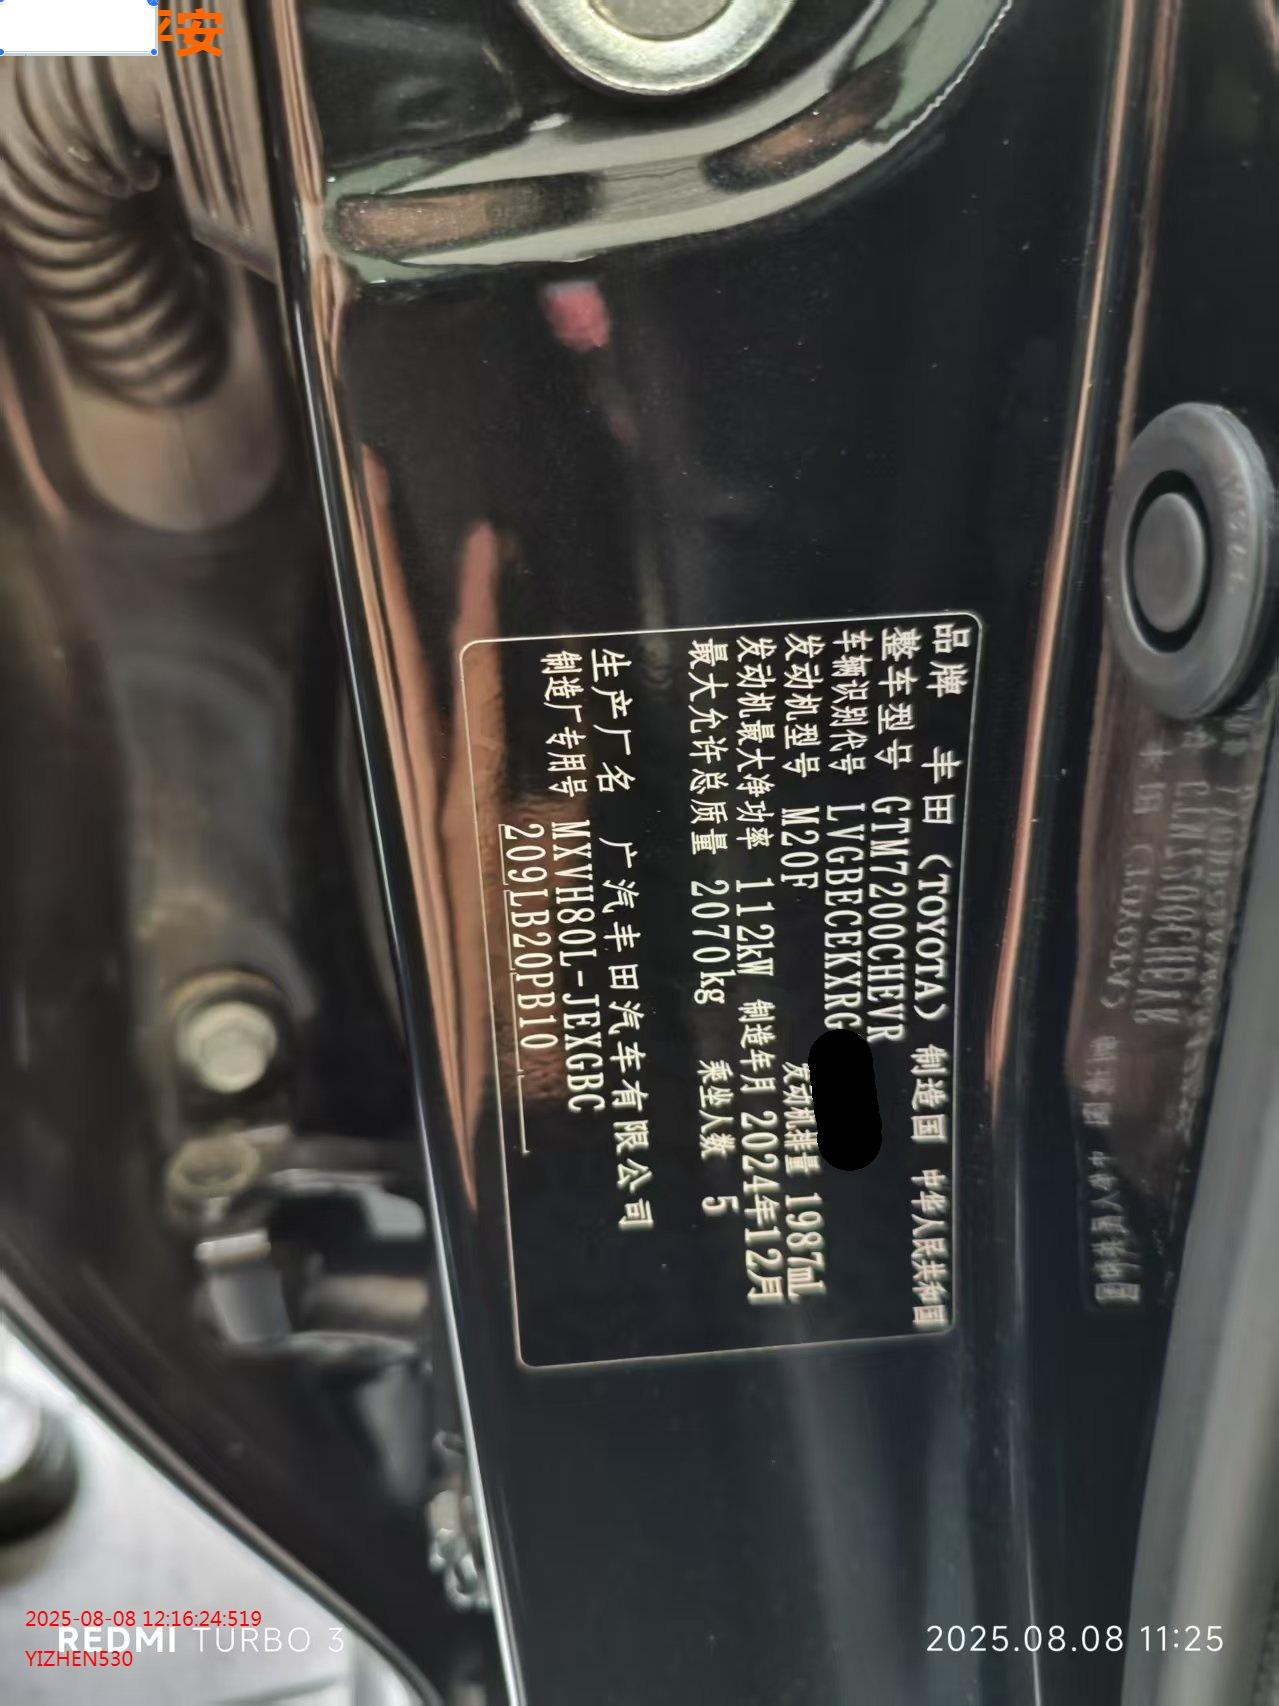 平安
品牌 丰田（TOYOTA） 制造国 中华人民共和国
整车型号 GTM7200CHEVR
车辆识别代号 LVGBECEKXRG
发动机型号 M20F 发动机排量 1987mL
发动机最大净功率 112kW 制造年月 2024年12月
最大允许总质量 2070kg 乘坐人数 5
生产厂名 广汽丰田汽车有限公司
制造厂专用号 MXVH80L-JEXGBC
209LB20PB10
2025-08-08 12:16:24:519
REDMI TURBO 3
YIZHEN530
2025.08.08 11:25